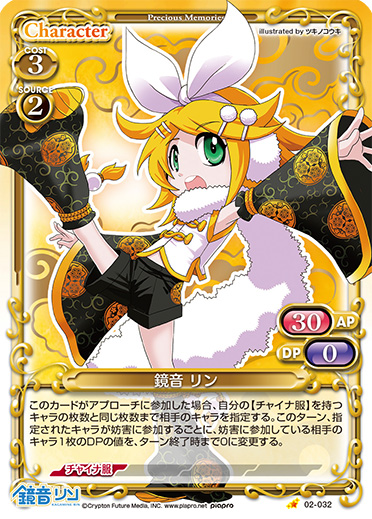 Precious Memories
Character
illustrated by ツキノコウキ
COST
3
SOURCE
2
30 AP
DP 0
鏡音 リン
このカードがアプローチに参加した場合、自分の【チャイナ服】を持つ
キャラの枚数と同じ枚数まで相手のキャラを指定する。このターン、指
定されたキャラが妨害に参加するごとに、妨害に参加している相手の
キャラ1枚のDPの値を、ターン終了時まで0に変更する。
チャイナ服
鏡音 リン
KAGAMINE RIN
02-032
©Crypton Future Media, INC. www.piapro.net piapro